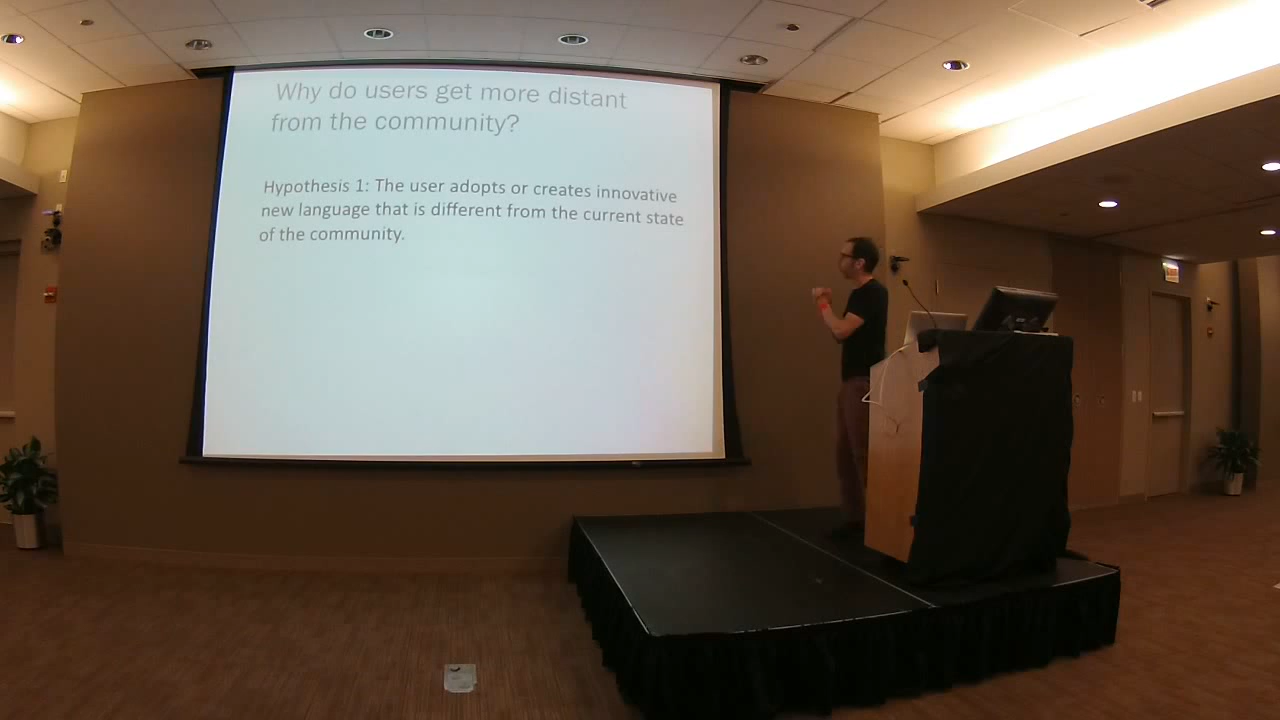 Why do users get more distant
from the community?
Hypothesis 1: The user adopts or creates innovative
new language that is different from the current state
of the community.